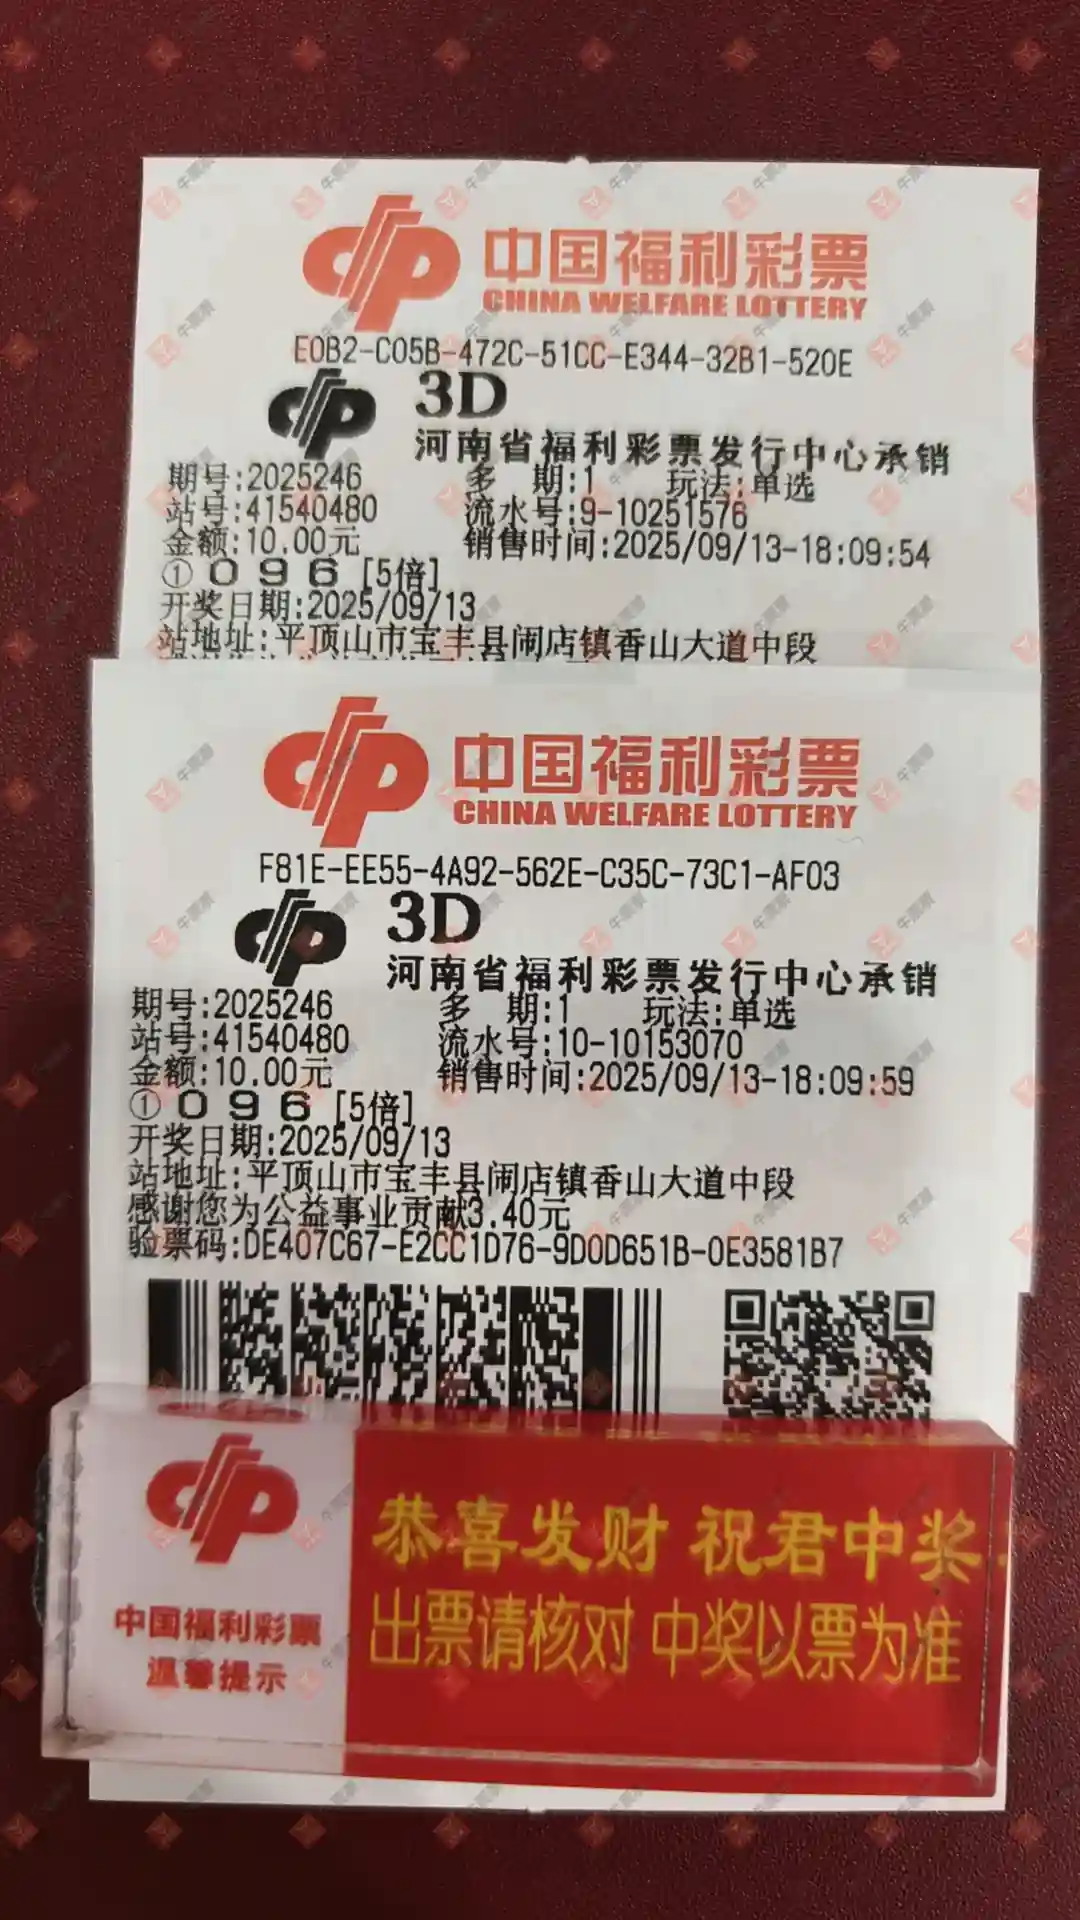 中国福利彩票
CHINA WELFARE LOTTERY
E0B2-C05B-472C-51CC-E344-32B1-520E
3D
河南省福利彩票发行中心承销
期号:2025246 多 期:1 玩法:单选
站号:41540480 流水号:9-10251576
金额:10.00元 销售时间:2025/09/13-18:09:54
① 0 9 6 [5倍]
开奖日期:2025/09/13
站地址:平顶山市宝丰县闹店镇香山大道中段
中国福利彩票
CHINA WELFARE LOTTERY
F81E-EE55-4A92-562E-C35C-73C1-AF03
3D
河南省福利彩票发行中心承销
期号:2025246 多 期:1 玩法:单选
站号:41540480 流水号:10-10153070
金额:10.00元 销售时间:2025/09/13-18:09:59
① 0 9 6 [5倍]
开奖日期:2025/09/13
站地址:平顶山市宝丰县闹店镇香山大道中段
感谢您为公益事业贡献3.40元
验票码:DE407C67-E2CC1D76-9D0D651B-0E3581B7
恭喜发财 祝君中奖
出票请核对 中奖以票为准
中国福利彩票
温馨提示